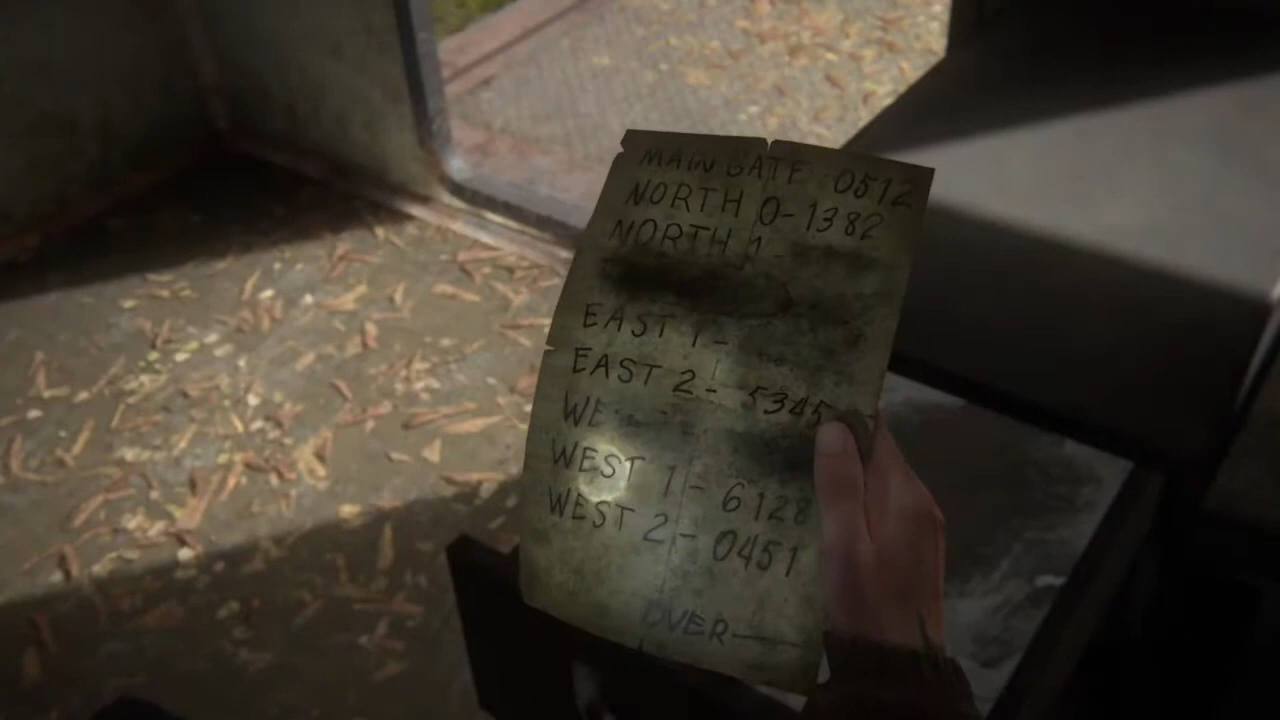 MAIN GATE 0512
NORTH 0-1382
NORTH 1-
EAST 1-
EAST 2- 5345
WE
WEST 1-6128
WEST 2-0451
OVER—